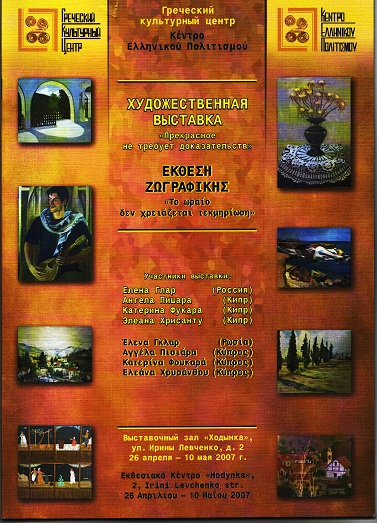 Греческий
Культурный
Центр
Греческий
культурный центр
Κέντρο
Ελληνικού Πολιτισμού
Κεντρο
Ελληνικου
Πολιτισμου
ХУДОЖЕСТВЕННАЯ
ВЫСТАВКА
«Прекрасное
не требует доказательств»
ΕΚΘΕΣΗ
ΖΩΓΡΑΦΙΚΗΣ
«Το ωραίο
δεν χρειάζεται τεκμηρίωση»
Участники выставки:
Елена Глар (Россия)
Ангела Пишара (Кипр)
Катерина Фукара (Кипр)
Элеана Хрисанту (Кипр)
Έλενα Γκλαρ (Ρωσία)
Αγγέλα Πισιάρα (Κύπρος)
Κατερίνα Φουκαρά (Κύπρος)
Ελεάνα Χρυσάνθου (Κύπρος)
Выставочный зал «Ходынка»,
ул. Ирины Левченко, д. 2
26 апреля – 10 мая 2007 г.
Εκθεσιακό Κέντρο «Hodynka»,
2, Irini Levchenko str.
26 Απριλίου – 10 Μαΐου 2007